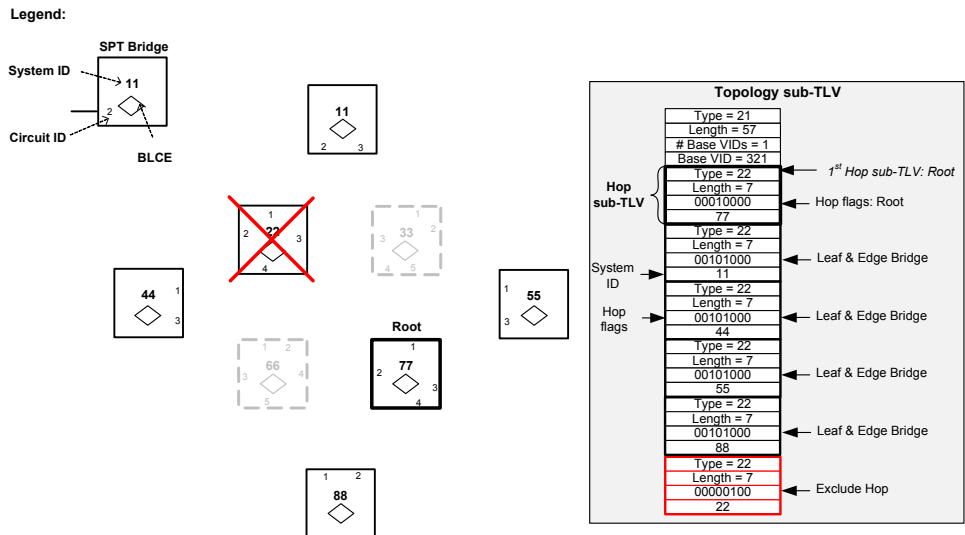 Legend:
SPT Bridge
System ID
11
2
Circuit ID
BLCE
11
2 3
1
2 22 3
4
1
3 33 2
4 5
44 1
3
1 55
3
1 2
66
3 4
5
Root
1
2 77 3
4
1 2
88
Topology sub-TLV
Type = 21
Length = 57
# Base VIDs = 1
Base VID = 321
Hop sub-TLV
Type = 22
Length = 7
00010000
77
1st Hop sub-TLV: Root
Hop flags: Root
Type = 22
Length = 7
00101000
11
Leaf & Edge Bridge
System ID
Type = 22
Length = 7
00101000
44
Hop flags
Leaf & Edge Bridge
Type = 22
Length = 7
00101000
55
Leaf & Edge Bridge
Type = 22
Length = 7
00101000
88
Leaf & Edge Bridge
Type = 22
Length = 7
00000100
22
Exclude Hop